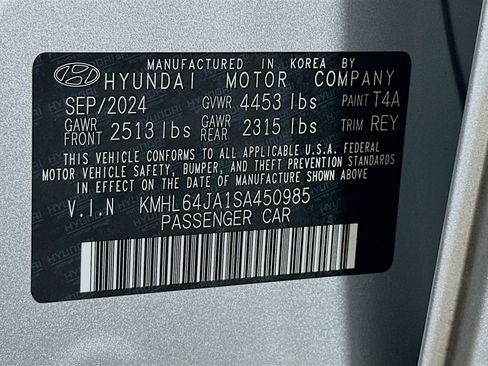 MANUFACTURED IN KOREA BY
HYUNDAI MOTOR COMPANY
SEP/2024 GVWR 4453 lbs PAINT T4A
GAWR FRONT 2513 lbs GAWR REAR 2315 lbs TRIM REY
THIS VEHICLE CONFORMS TO ALL APPLICABLE U.S.A. FEDERAL
MOTOR VEHICLE SAFETY, BUMPER, AND THEFT PREVENTION STANDARDS
IN EFFECT ON THE DATE OF MANUFACTURE SHOWN ABOVE
V.I.N KMHL64JA1SA450985
PASSENGER CAR